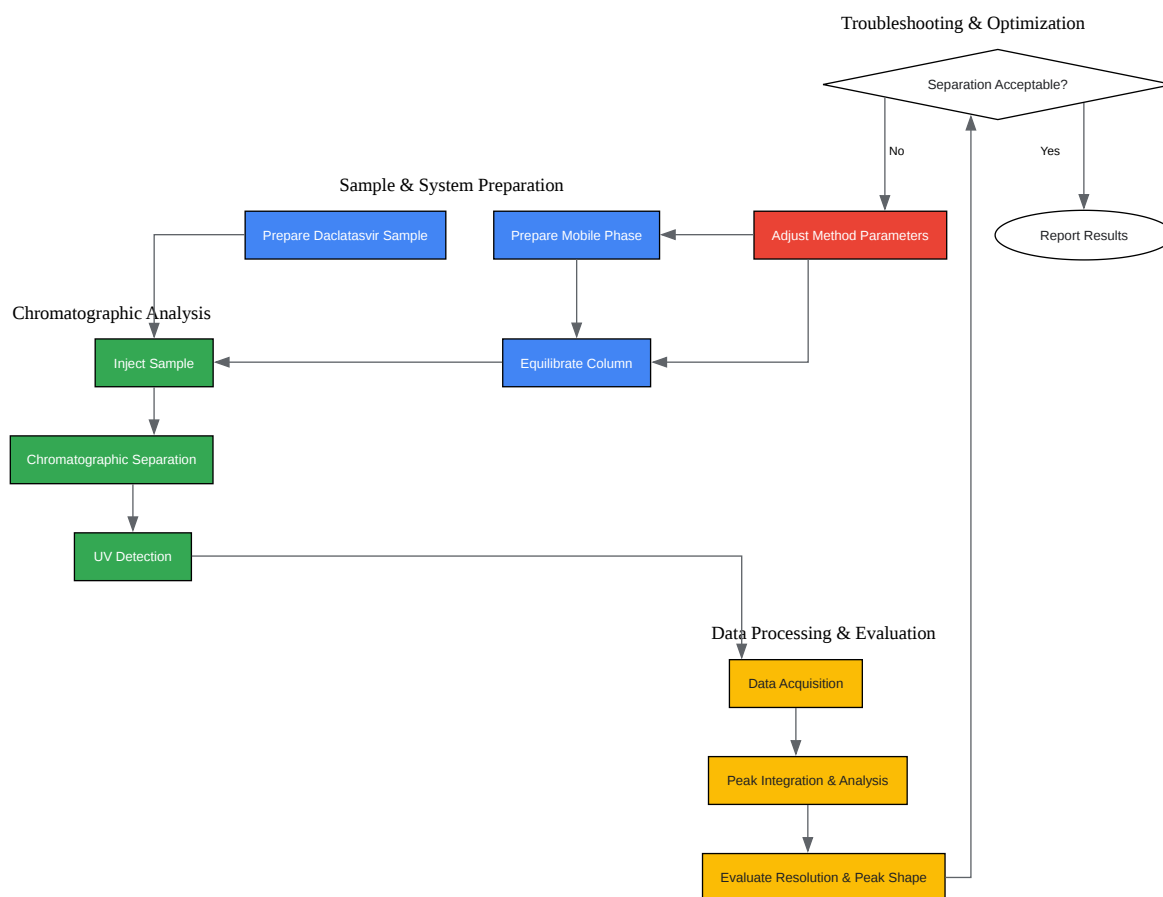 Troubleshooting & Optimization
Separation Acceptable?
No
Yes
Sample & System Preparation
Prepare Daclatasvir Sample
Prepare Mobile Phase
Adjust Method Parameters
Report Results
Chromatographic Analysis
Inject Sample
Equilibrate Column
Chromatographic Separation
UV Detection
Data Processing & Evaluation
Data Acquisition
Peak Integration & Analysis
Evaluate Resolution & Peak Shape